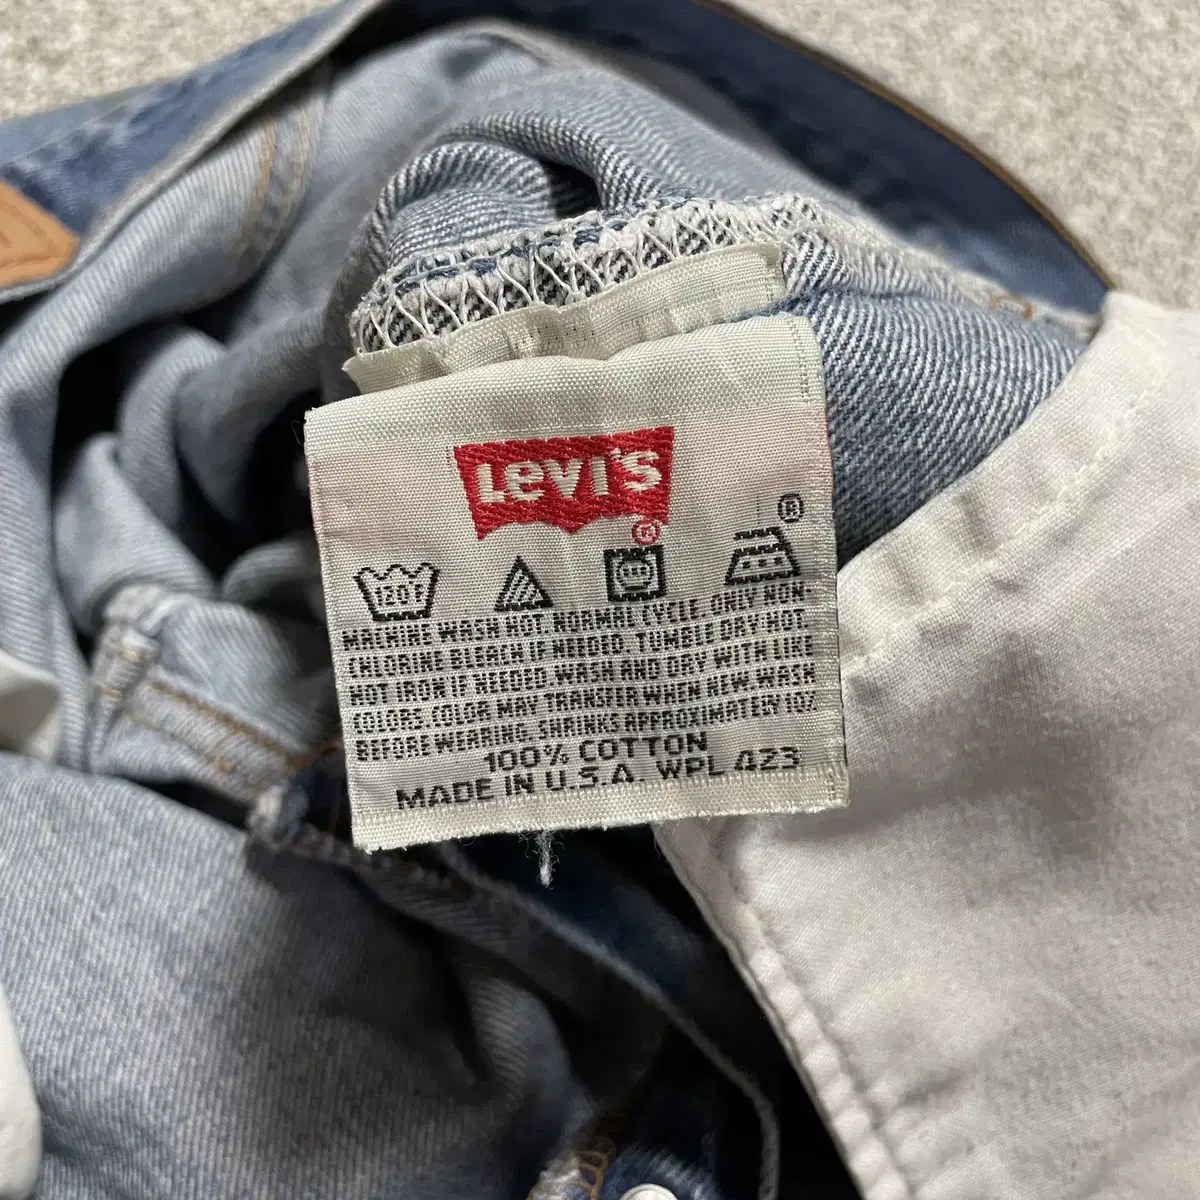 LEVI'S
®
®
120F
MACHINE WASH HOT NORMAL CYCLE. ONLY NON-
CHLORINE BLEACH IF NEEDED. TUMBLE DRY HOT
HOT IRON IF NEEDED WASH AND DRY WITH LIKE
COLORS. COLOR MAY TRANSFER WHEN NEW WASH
BEFORE WEARING. SHRINKS APPROXIMATELY 10%
100% COTTON
MADE IN U.S.A. WPL 423